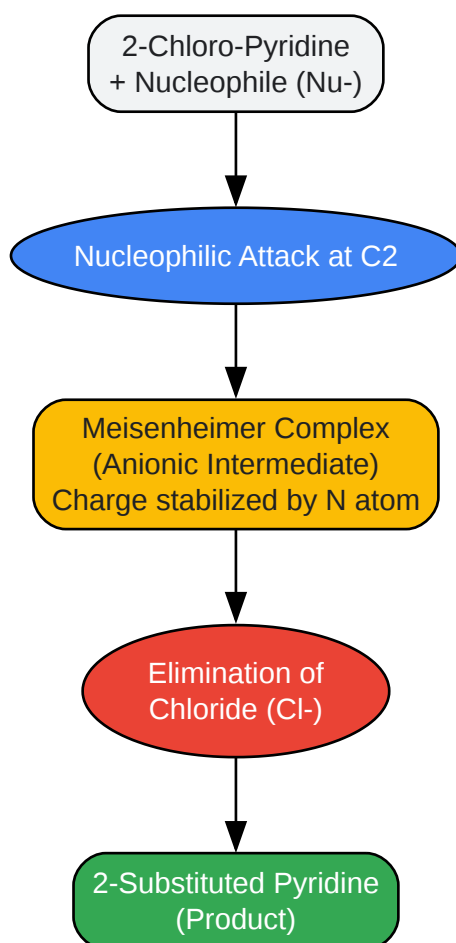 2-Chloro-Pyridine
+ Nucleophile (Nu-)
Nucleophilic Attack at C2
Meisenheimer Complex
(Anionic Intermediate)
Charge stabilized by N atom
Elimination of
Chloride (Cl-)
2-Substituted Pyridine
(Product)